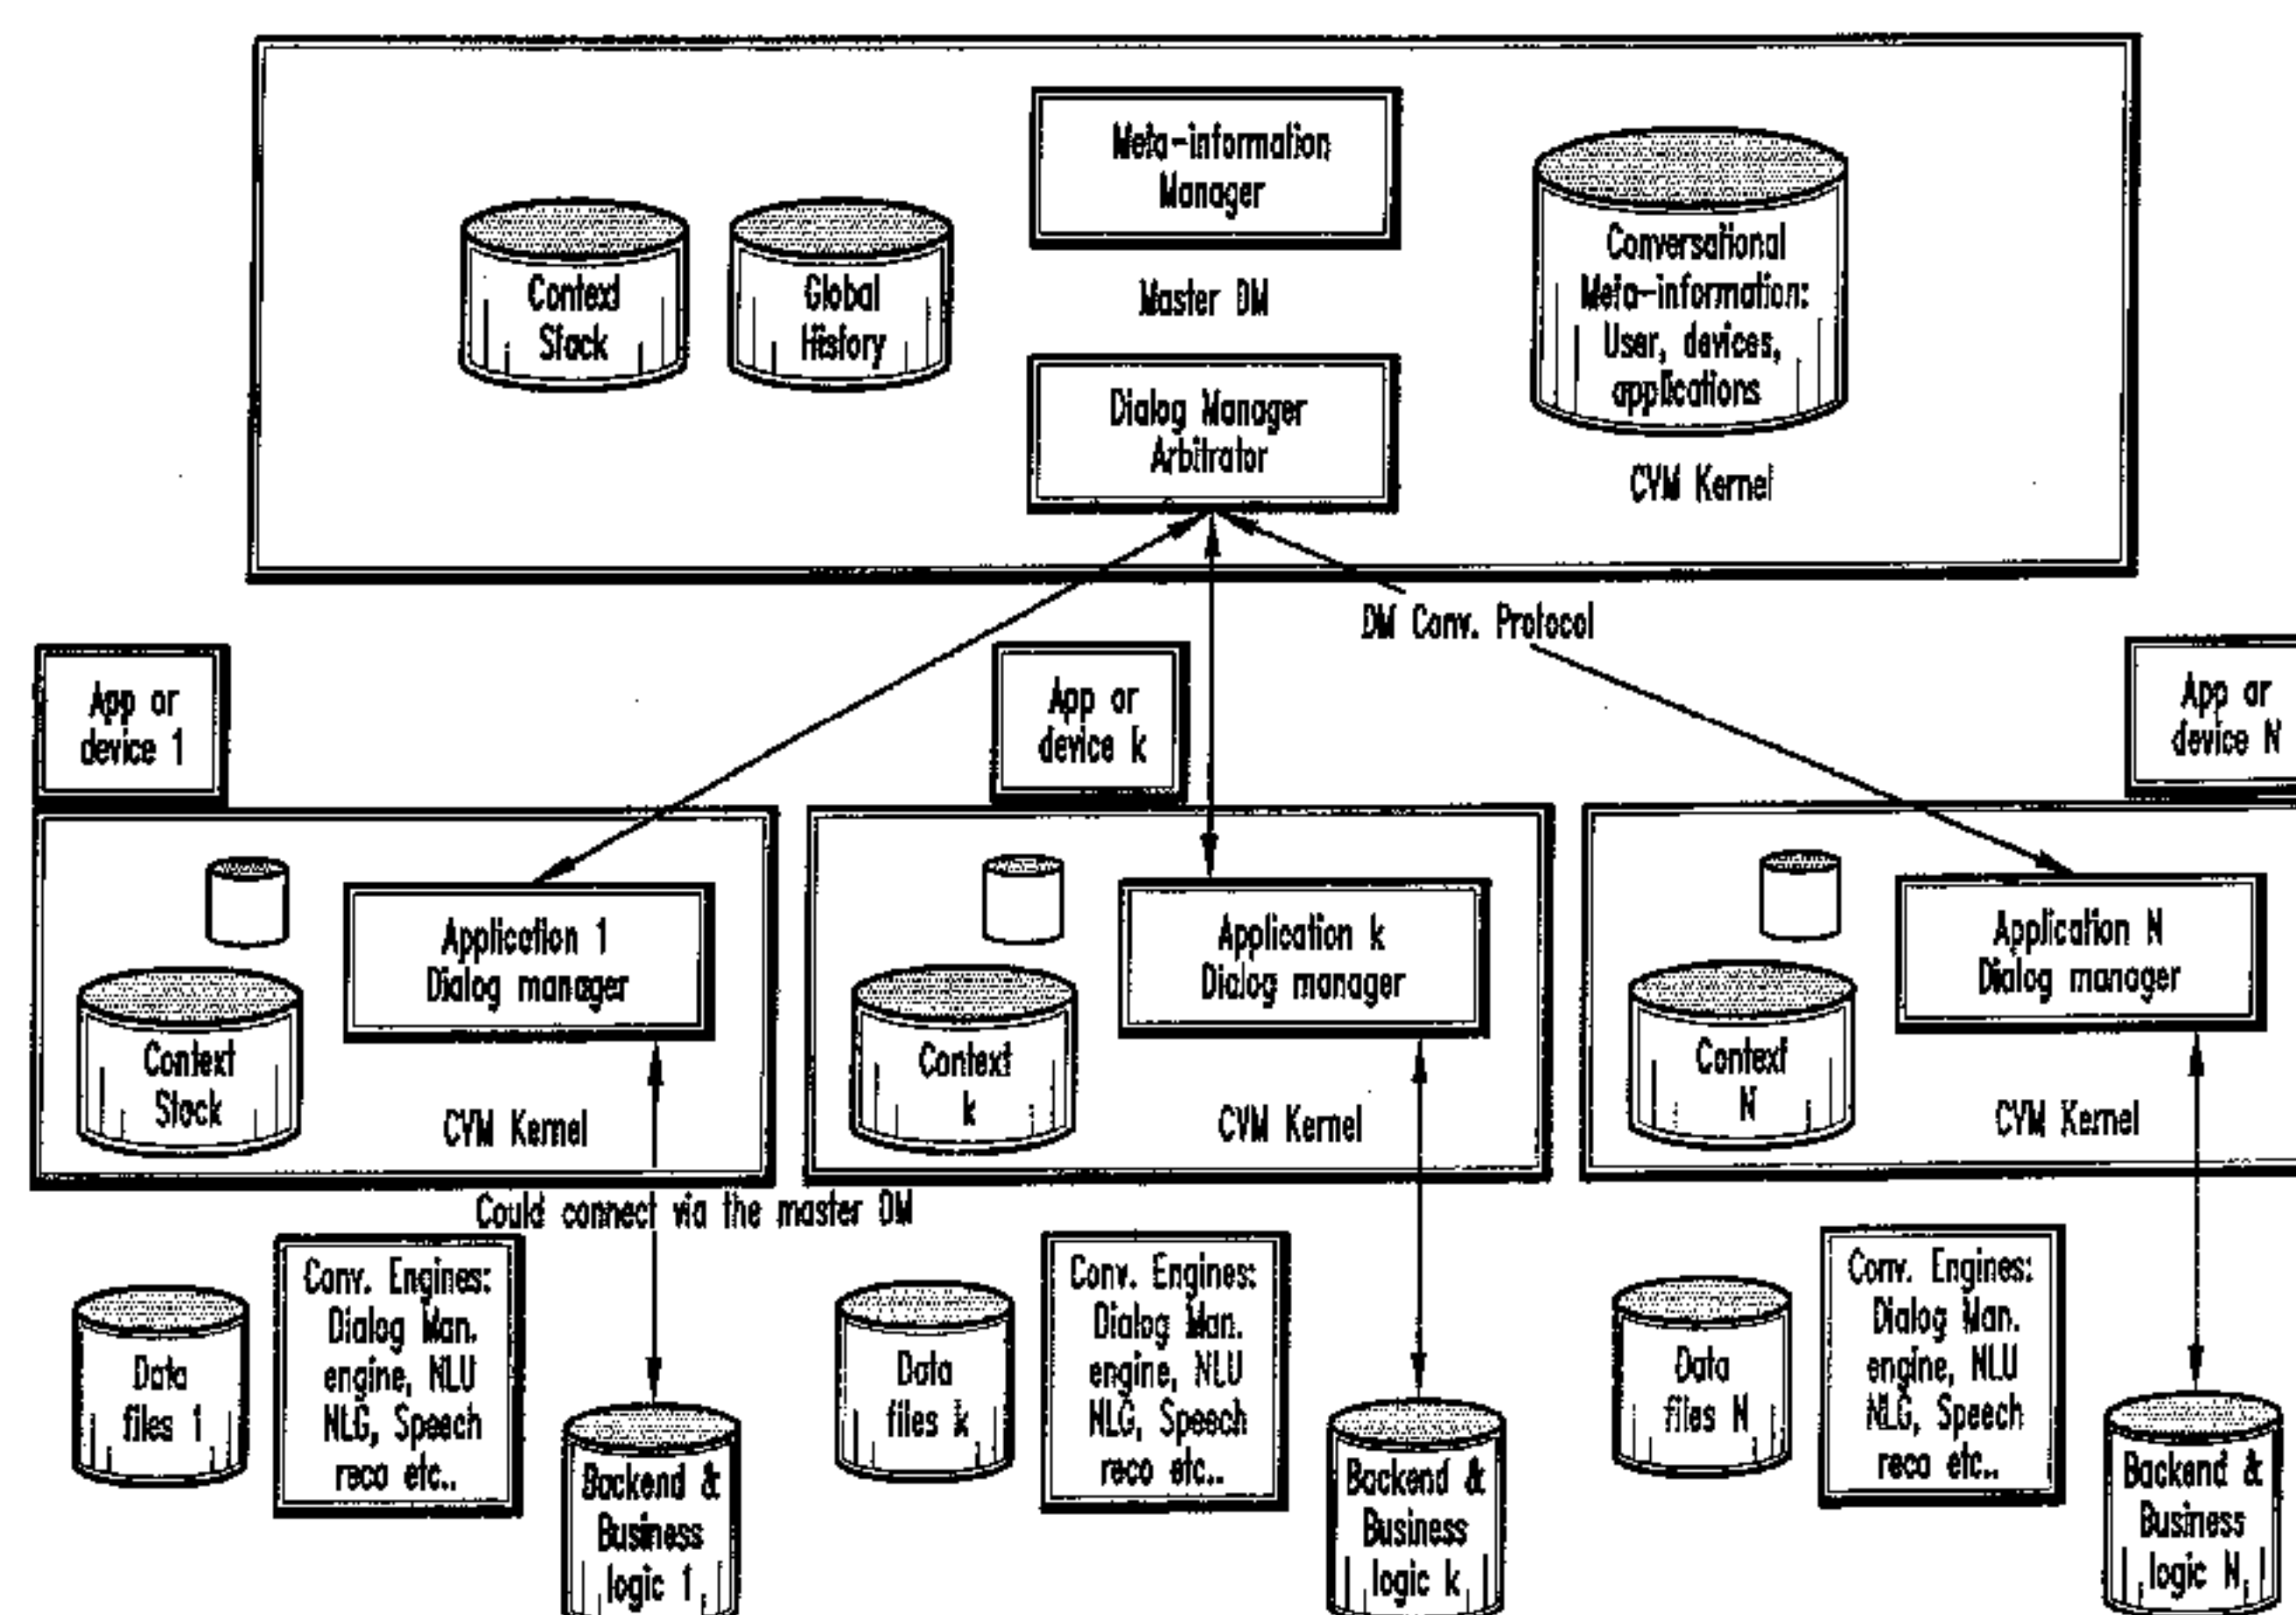 Meta-information
Manager
Context
Stack
Global
History
Master DM
Conversational
Meta-information:
User, devices,
applications
Dialog Manager
Arbitrator
CVM Kernel
DM Conv. Protocol
App or
device 1
App or
device k
App or
device N
Application 1
Dialog manager
Context
Stack
CVM Kernel
Application k
Dialog manager
Context
k
CVM Kernel
Application N
Dialog manager
Context
N
CVM Kernel
Could connect via the master DM
Data
files 1
Conv. Engines:
Dialog Man.
engine, NLU
NLG, Speech
reco etc..
Backend &
Business
logic 1
Data
files k
Conv. Engines:
Dialog Man.
engine, NLU
NLG, Speech
reco etc..
Backend &
Business
logic k
Data
files N
Conv. Engines:
Dialog Man.
engine, NLU
NLG, Speech
reco etc..
Backend &
Business
logic N